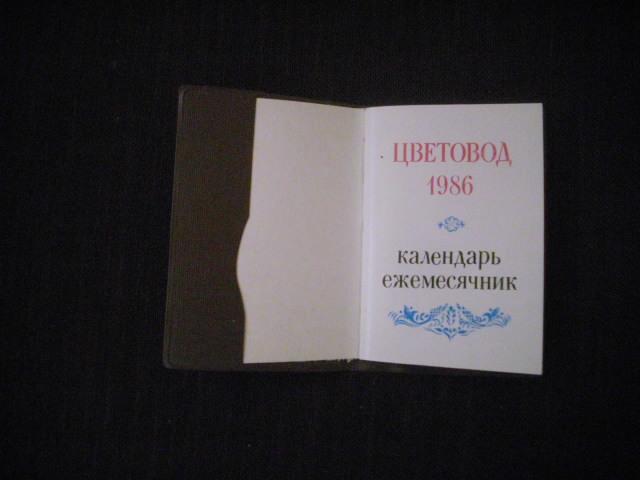 ЦВЕТОВОД
1986
календарь
ежемесячник